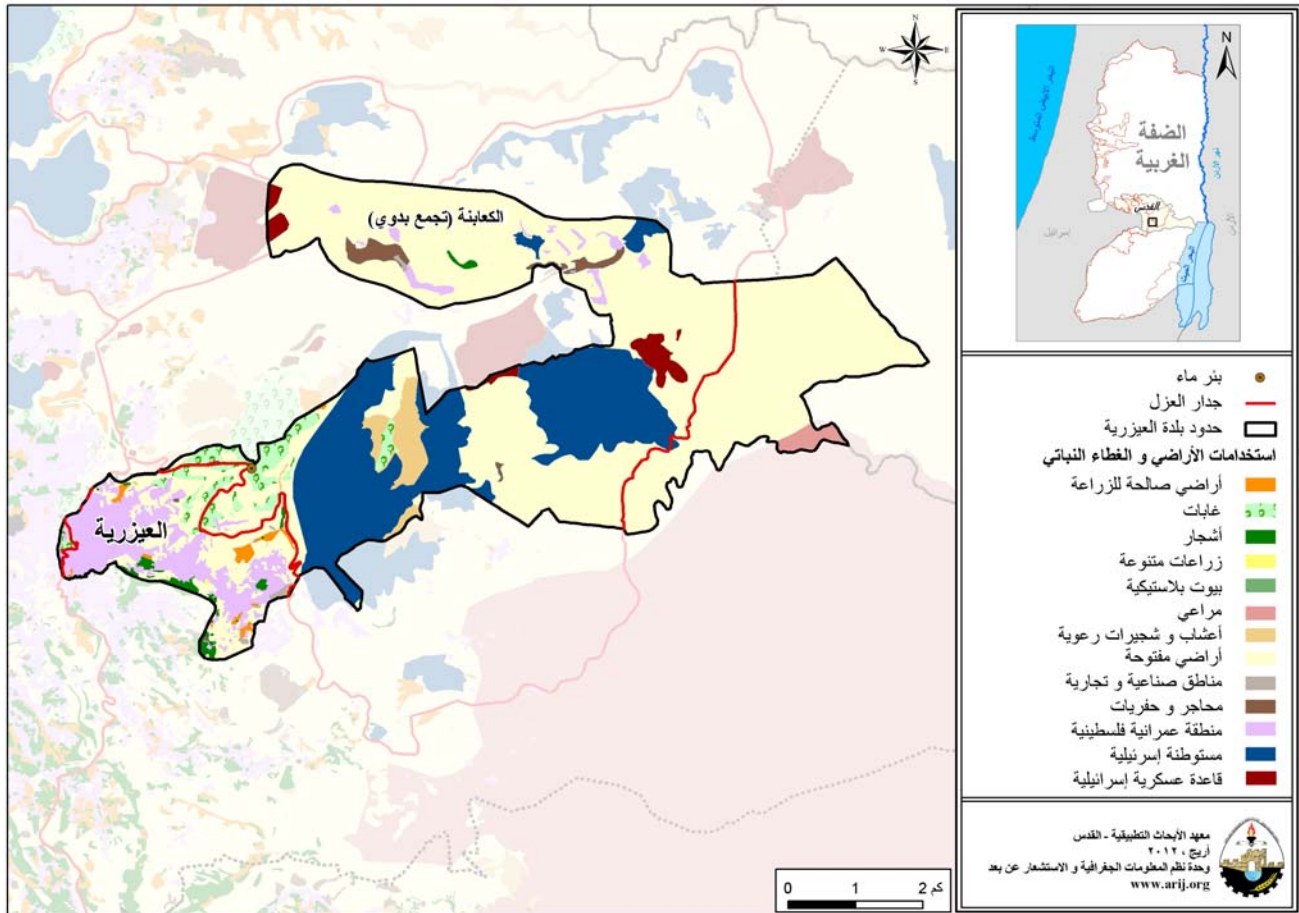 N
W
E
S
الكعابنة (تجمع بدوي)
العيزرية
كم
0
1
2
N
البحر الأبيض المتوسط
الضفة
الغربية
نهر الأردن
القدس
إسرائيل
الأردن
البحر الميت
بئر ماء
جدار العزل
حدود بلدة العيزرية
استخدامات الأراضي و الغطاء النباتي
أراضي صالحة للزراعة
غابات
أشجار
زراعات متنوعة
بيوت بلاستيكية
مراعي
أعشاب و شجيرات رعوية
أراضي مفتوحة
مناطق صناعية و تجارية
محاجر و حفريات
منطقة عمرانية فلسطينية
مستوطنة إسرئيلية
قاعدة عسكرية إسرائيلية
معهد الأبحاث التطبيقية - القدس
أريج ، ٢٠١٢
وحدة نظم المعلومات الجغرافية و الاستشعار عن بعد
www.arij.org